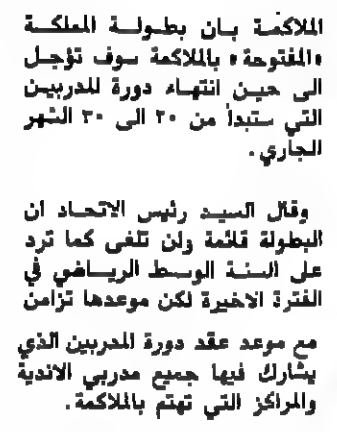 الملاكمة بان بطولة المملكة
«المفتوحة» بالملاكمة سوف تؤجل
الى حين انتهاء دورة المدربين
التي ستبدأ من ٢٠ الى ٣٠ الشهر
الجاري.
وقال السيد رئيس الاتحاد ان
البطولة قائمة ولن تلغى كما ترد
على السنة الوسط الرياضي في
الفترة الاخيرة لكن موعدها تزامن
مع موعد عقد دورة المدربين الذي
يشارك فيها جميع مدربي الاندية
والمراكز التي تهتم بالملاكمة.